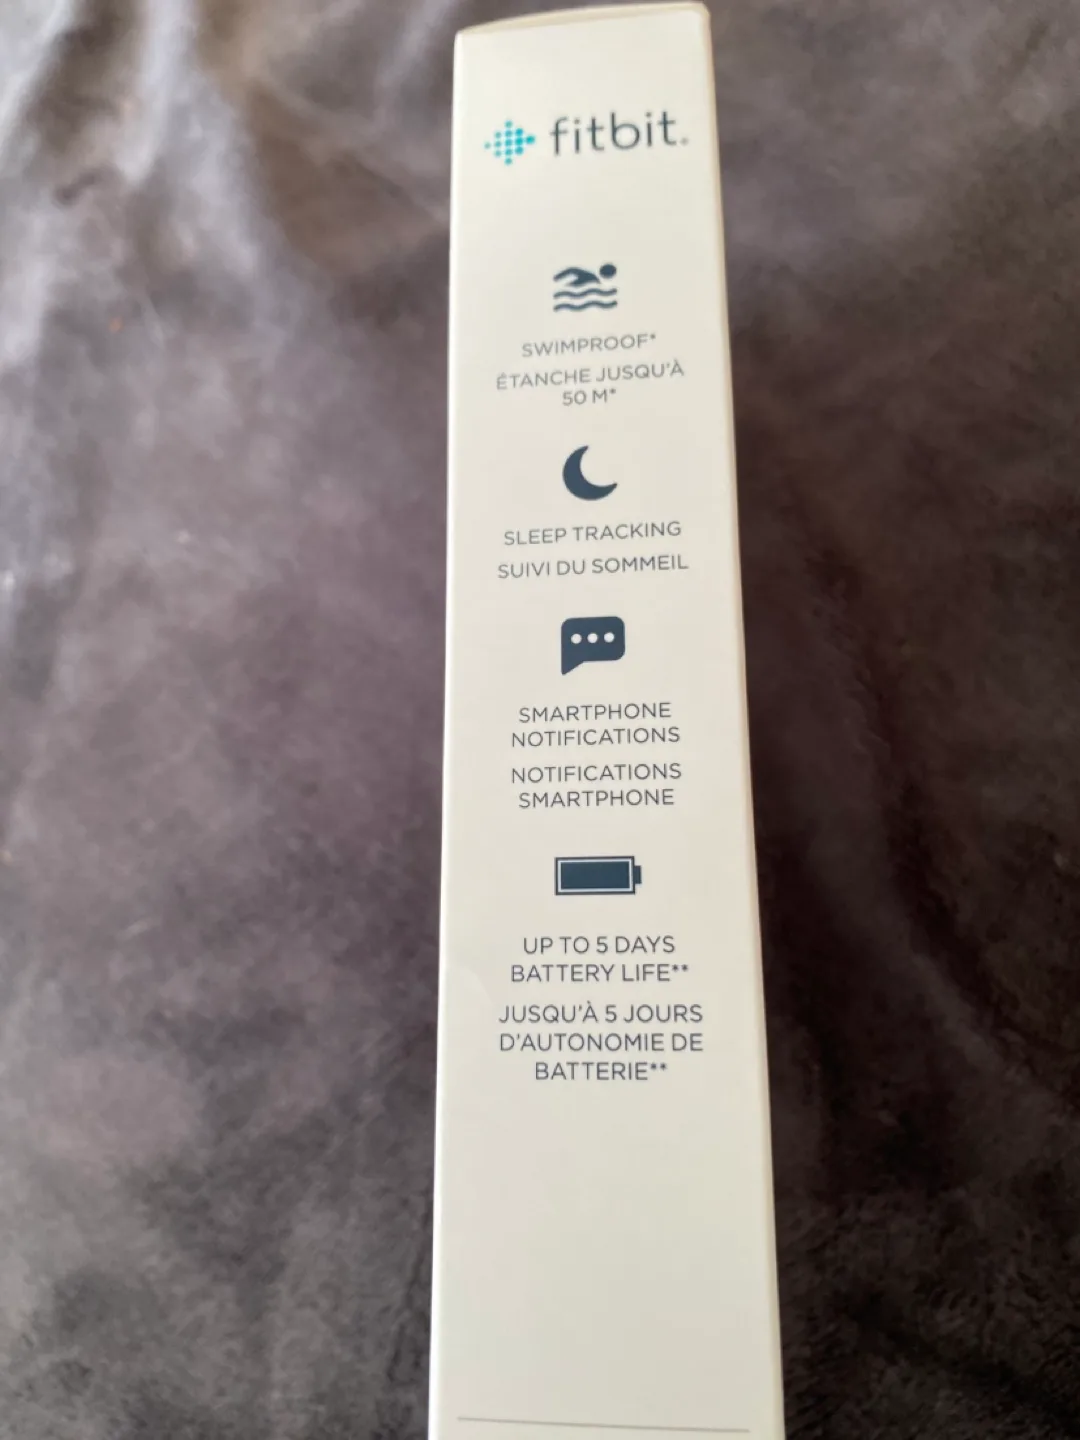 fitbit.
SWIMPROOF*
ÉTANCHE JUSQU'À
50 M*
SLEEP TRACKING
SUIVI DU SOMMEIL
SMARTPHONE
NOTIFICATIONS
NOTIFICATIONS
SMARTPHONE
UP TO 5 DAYS
BATTERY LIFE**
JUSQU'À 5 JOURS
D'AUTONOMIE DE
BATTERIE**